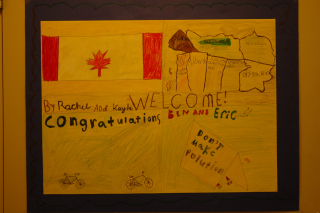 By Rachel AND Kayla WELCOME!
Congratulations BEN AND Eric
Don't
Make
Polution